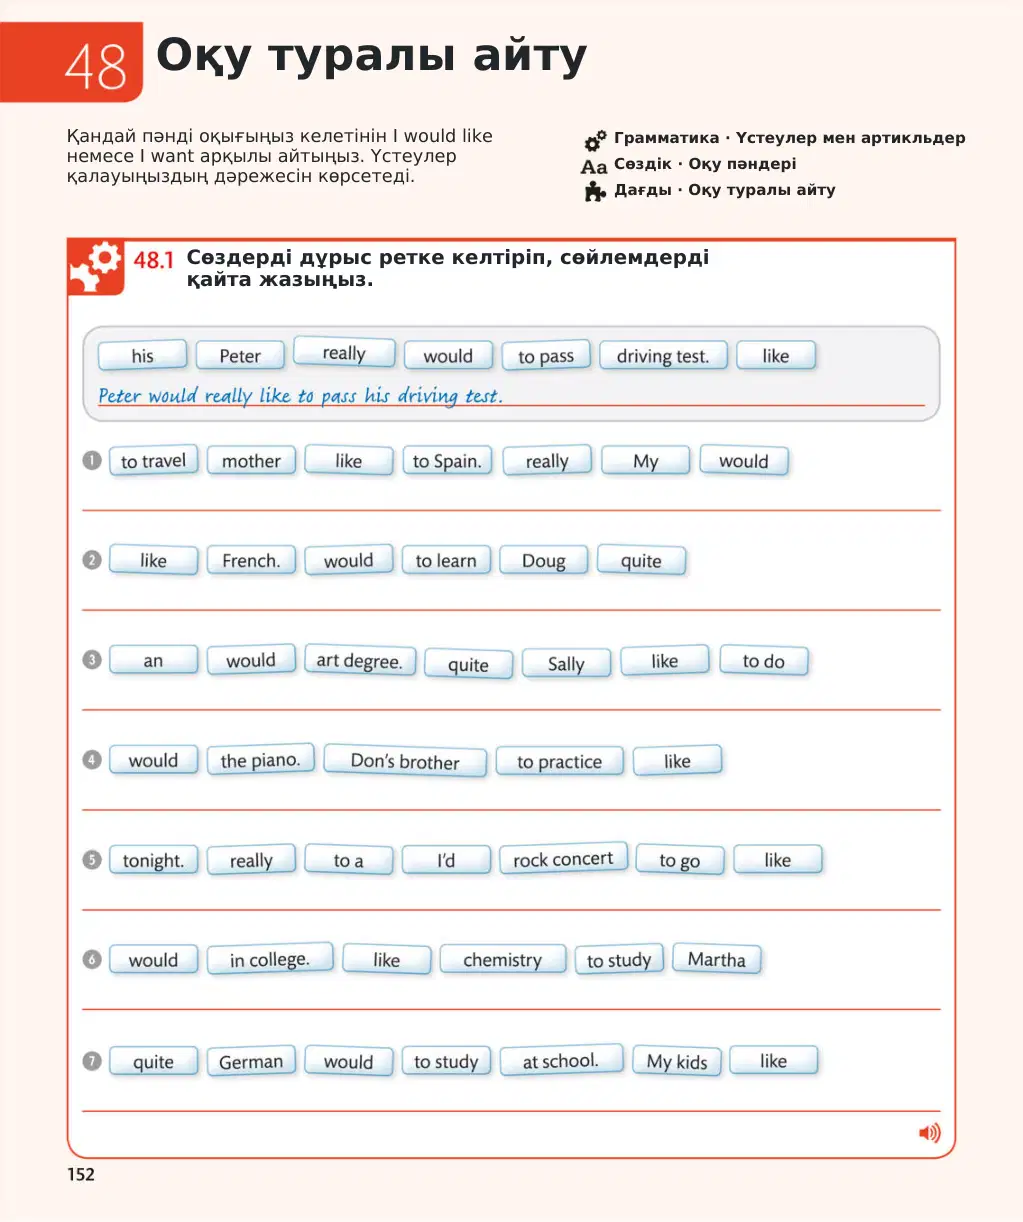 48 Оқу туралы айту
Қандай пәнді оқығыңыз келетінін I would like
немесе I want арқылы айтыңыз. Үстеулер
қалауыңыздың дәрежесін көрсетеді.
Грамматика · Үстеулер мен артикльдер
Aa Сөздік · Оқу пәндері
Дағды · Оқу туралы айту
48.1 Сөздерді дұрыс ретке келтіріп, сөйлемдерді
қайта жазыңыз.
his Peter really would to pass driving test. like
Peter would really like to pass his driving test.
1 to travel mother like to Spain. really My would
2 like French. would to learn Doug quite
3 an would art degree. quite Sally like to do
4 would the piano. Don's brother to practice like
5 tonight. really to a I'd rock concert to go like
6 would in college. like chemistry to study Martha
7 quite German would to study at school. My kids like
152